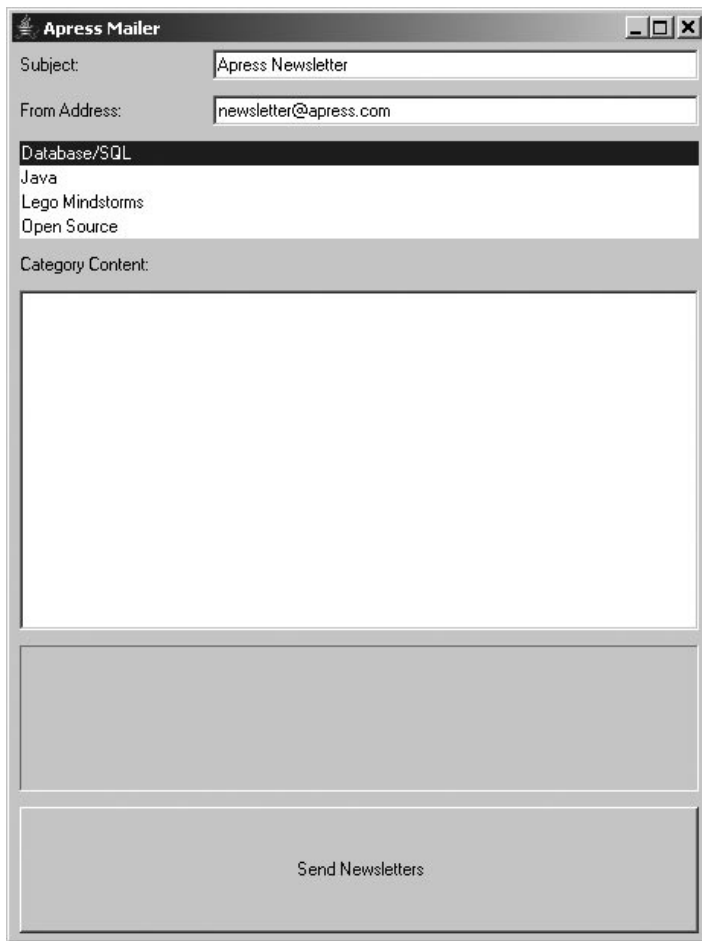 Apress Mailer
Subject: Apress Newsletter
From Address: newsletter@apress.com
Database/SQL
Java
Lego Mindstorms
Open Source
Category Content:
Send Newsletters